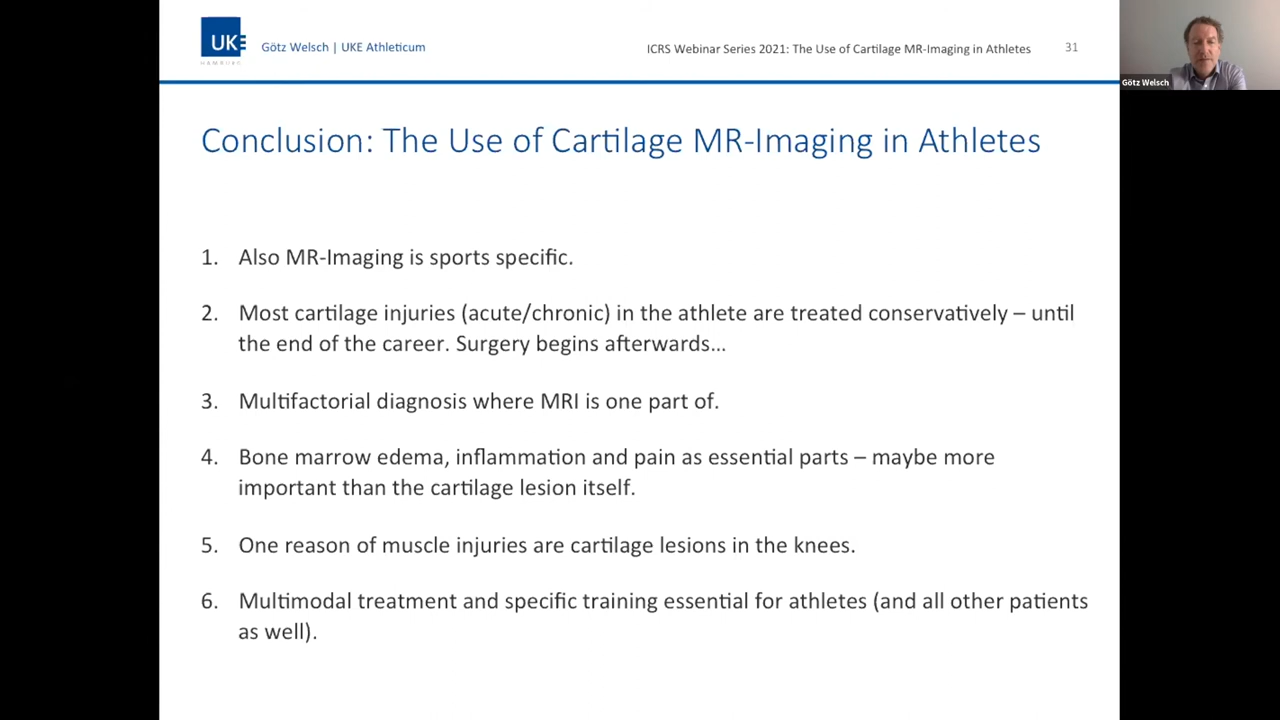 UKE
HAMBURG
Götz Welsch | UKE Athleticum
ICRS Webinar Series 2021: The Use of Cartilage MR-Imaging in Athletes
31
Götz Welsch
Conclusion: The Use of Cartilage MR-Imaging in Athletes
1. Also MR-Imaging is sports specific.
2. Most cartilage injuries (acute/chronic) in the athlete are treated conservatively – until
the end of the career. Surgery begins afterwards...
3. Multifactorial diagnosis where MRI is one part of.
4. Bone marrow edema, inflammation and pain as essential parts – maybe more
important than the cartilage lesion itself.
5. One reason of muscle injuries are cartilage lesions in the knees.
6. Multimodal treatment and specific training essential for athletes (and all other patients
as well).